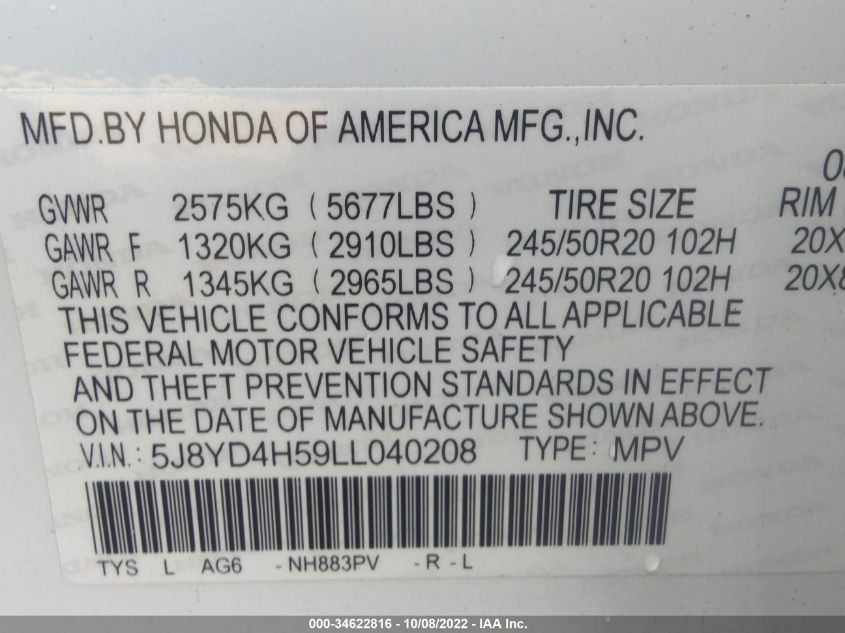 MFD.BY HONDA OF AMERICA MFG.,INC.
GVWR 2575KG ( 5677LBS ) TIRE SIZE RIM
GAWR F 1320KG ( 2910LBS ) 245/50R20 102H 20X
GAWR R 1345KG ( 2965LBS ) 245/50R20 102H 20X8
THIS VEHICLE CONFORMS TO ALL APPLICABLE
FEDERAL MOTOR VEHICLE SAFETY
AND THEFT PREVENTION STANDARDS IN EFFECT
ON THE DATE OF MANUFACTURE SHOWN ABOVE.
V.I.N.: 5J8YD4H59LL040208 TYPE: MPV
TYS L AG6 - NH883PV - R - L
000-34622816 - 10/08/2022 - IAA Inc.